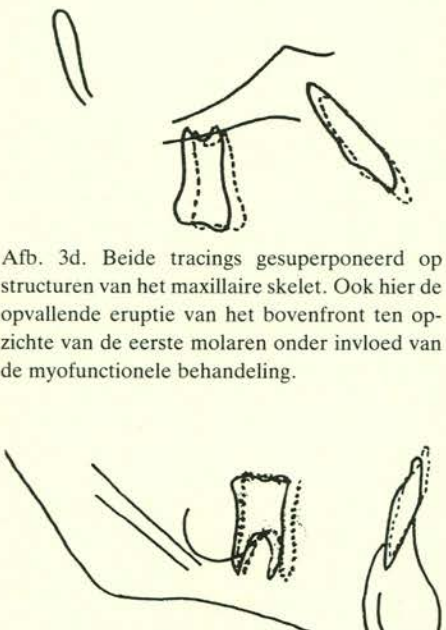 Afb. 3d. Beide tracings gesuperponeerd op
structuren van het maxillaire skelet. Ook hier de
opvallende eruptie van het bovenfront ten op-
zichte van de eerste molaren onder invloed van
de myofunctionele behandeling.